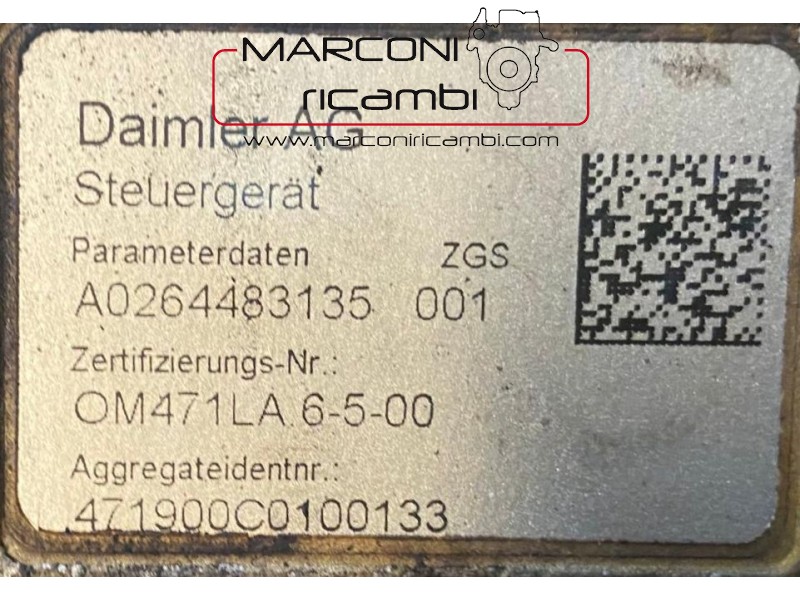 MARCONI
ricambi
www.marconiricambi.com
Daimler AG
Steuergerät
Parameterdaten ZGS
A0264483135 001
Zertifizierungs-Nr.:
OM471LA.6-5-00
Aggregateidentnr.:
471900C0100133